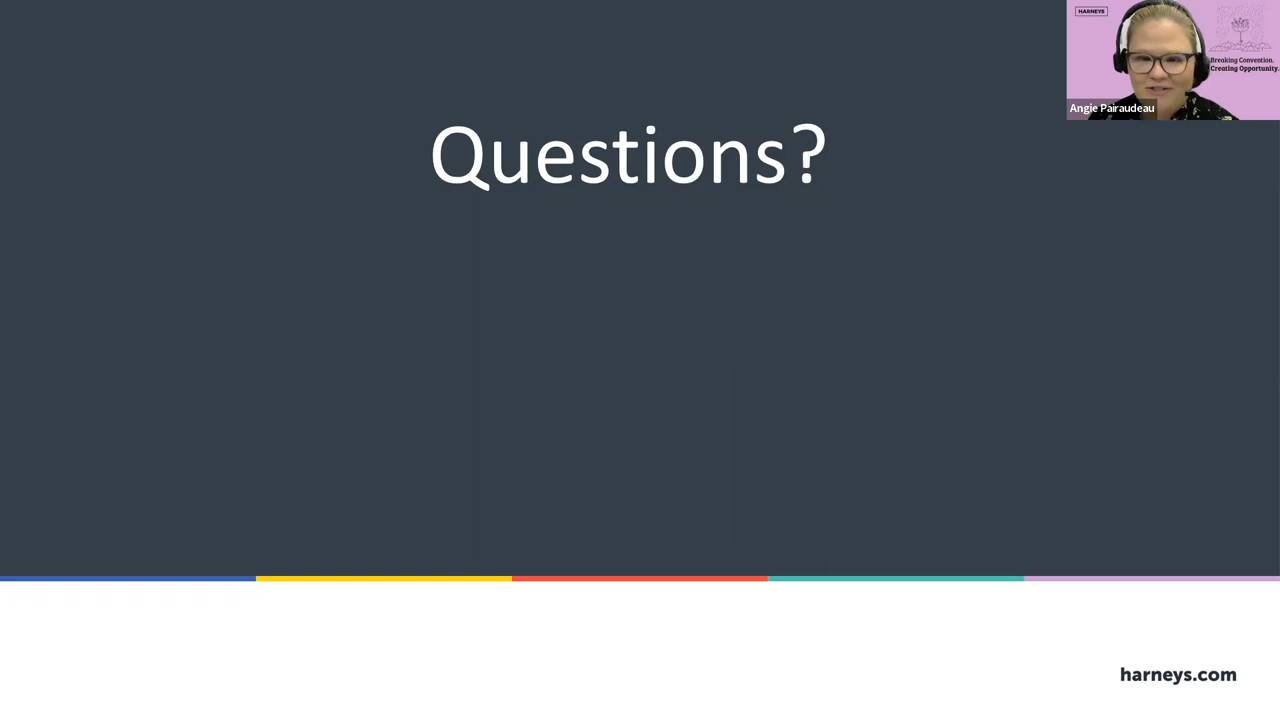 HARNEYS
Breaking Convention.
Creating Opportunity.
Angie Pairaudeau
Questions?
harneys.com